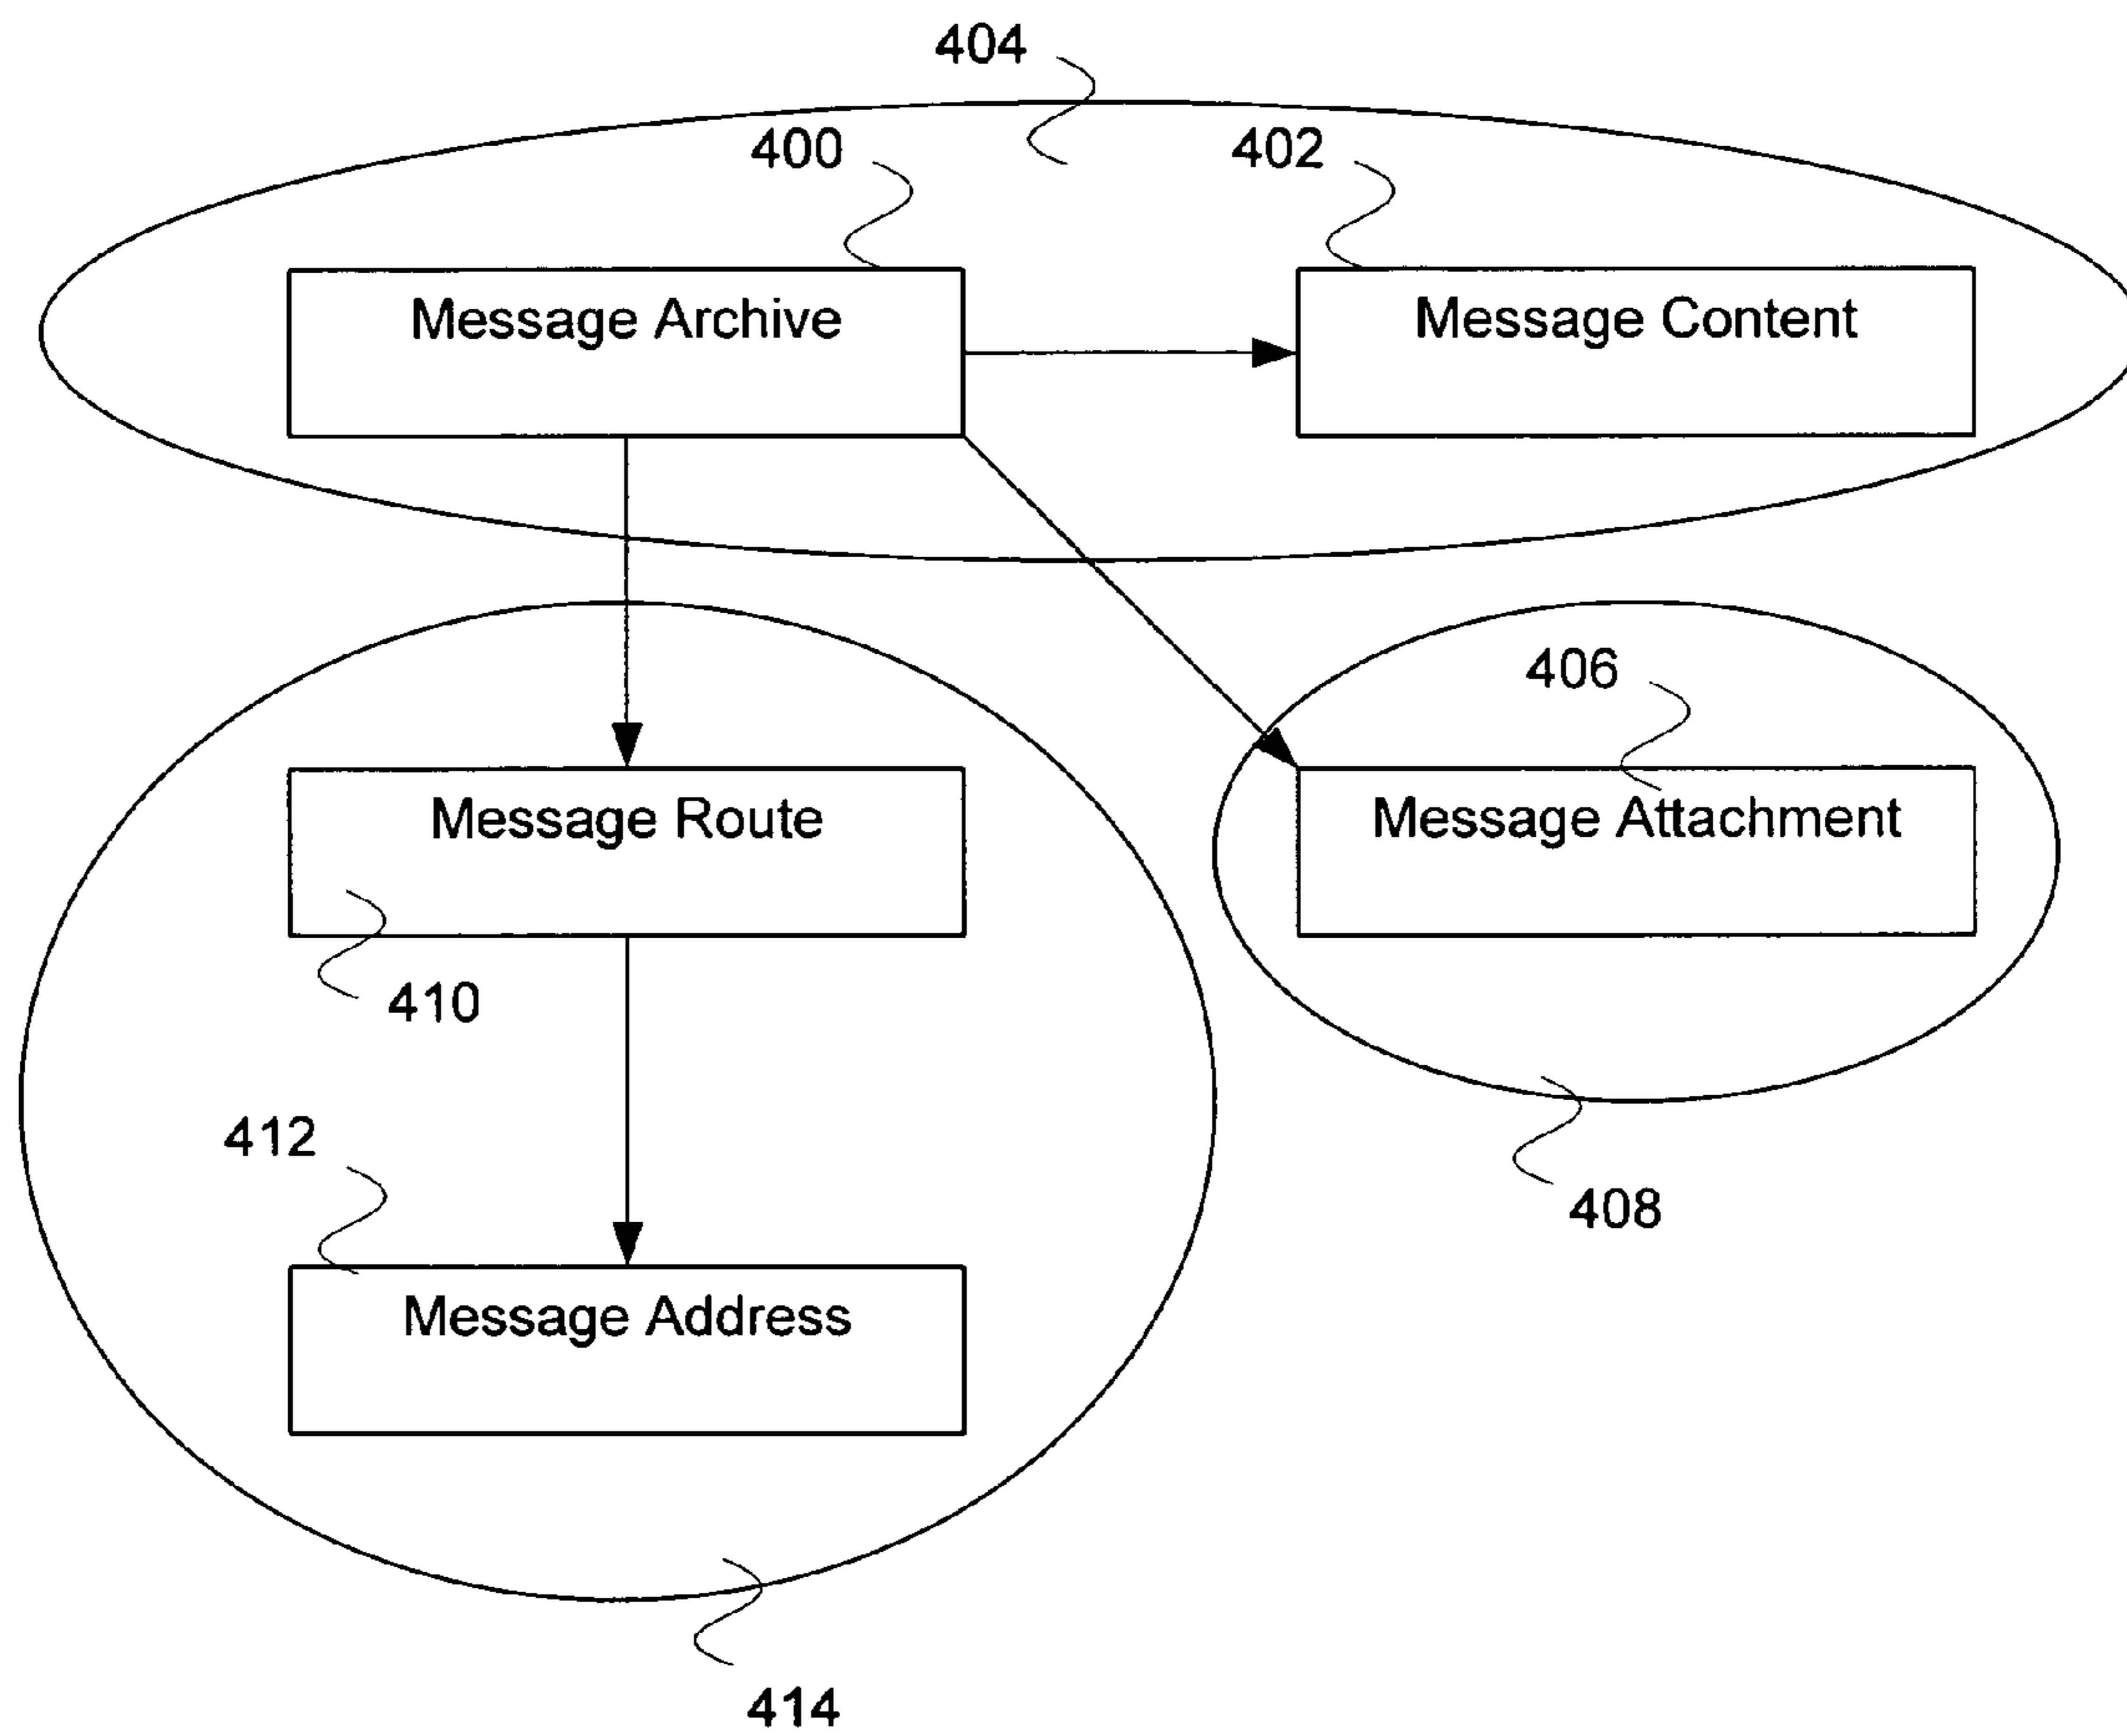 404
400
402
Message Archive
Message Content
406
Message Route
Message Attachment
410
412
408
Message Address
414